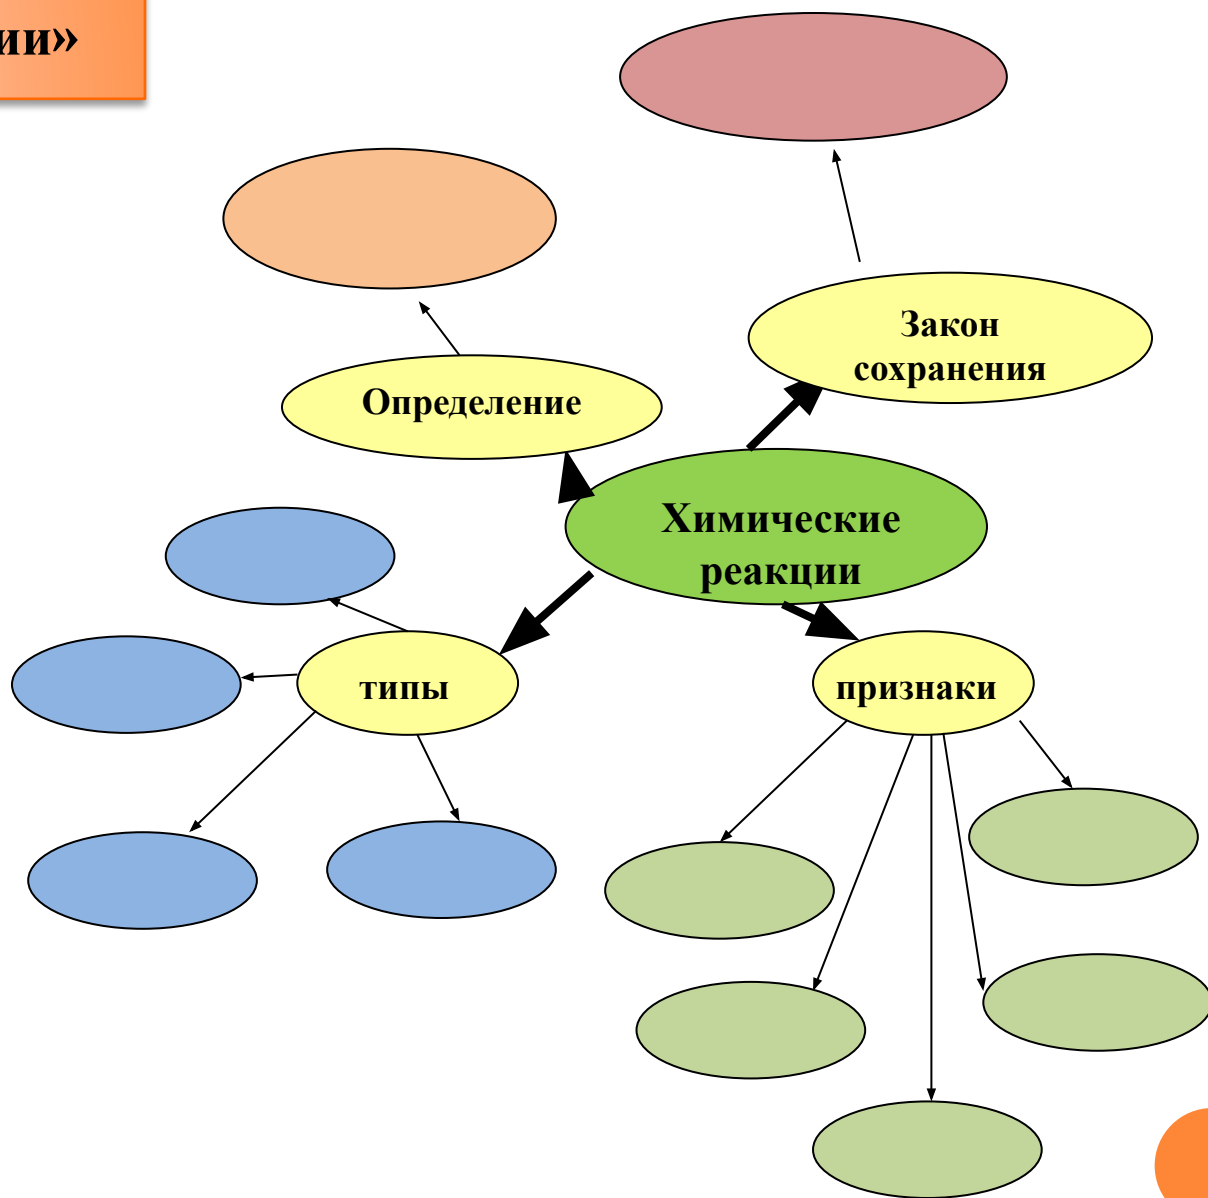 ии»
Закон
сохранения
Определение
Химические
реакции
типы
признаки